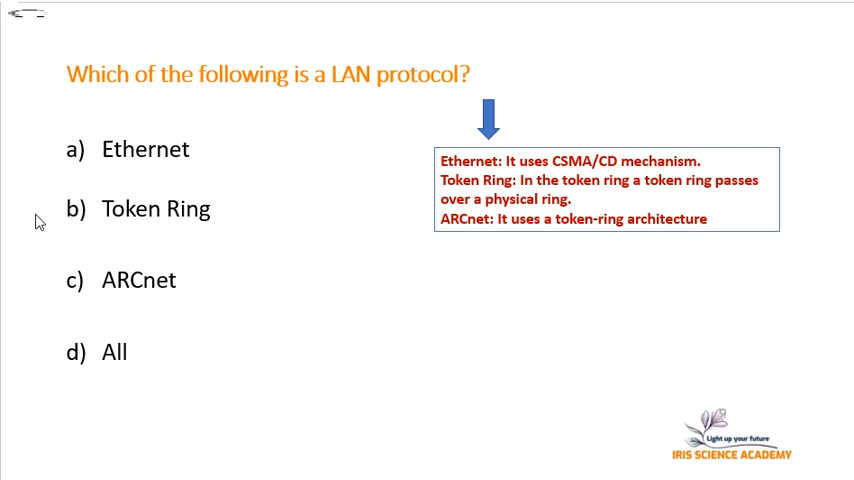 Which of the following is a LAN protocol?
a) Ethernet
b) Token Ring
c) ARCnet
d) All
Ethernet: It uses CSMA/CD mechanism.
Token Ring: In the token ring a token ring passes
over a physical ring.
ARCnet: It uses a token-ring architecture
Light up your future
IRIS SCIENCE ACADEMY